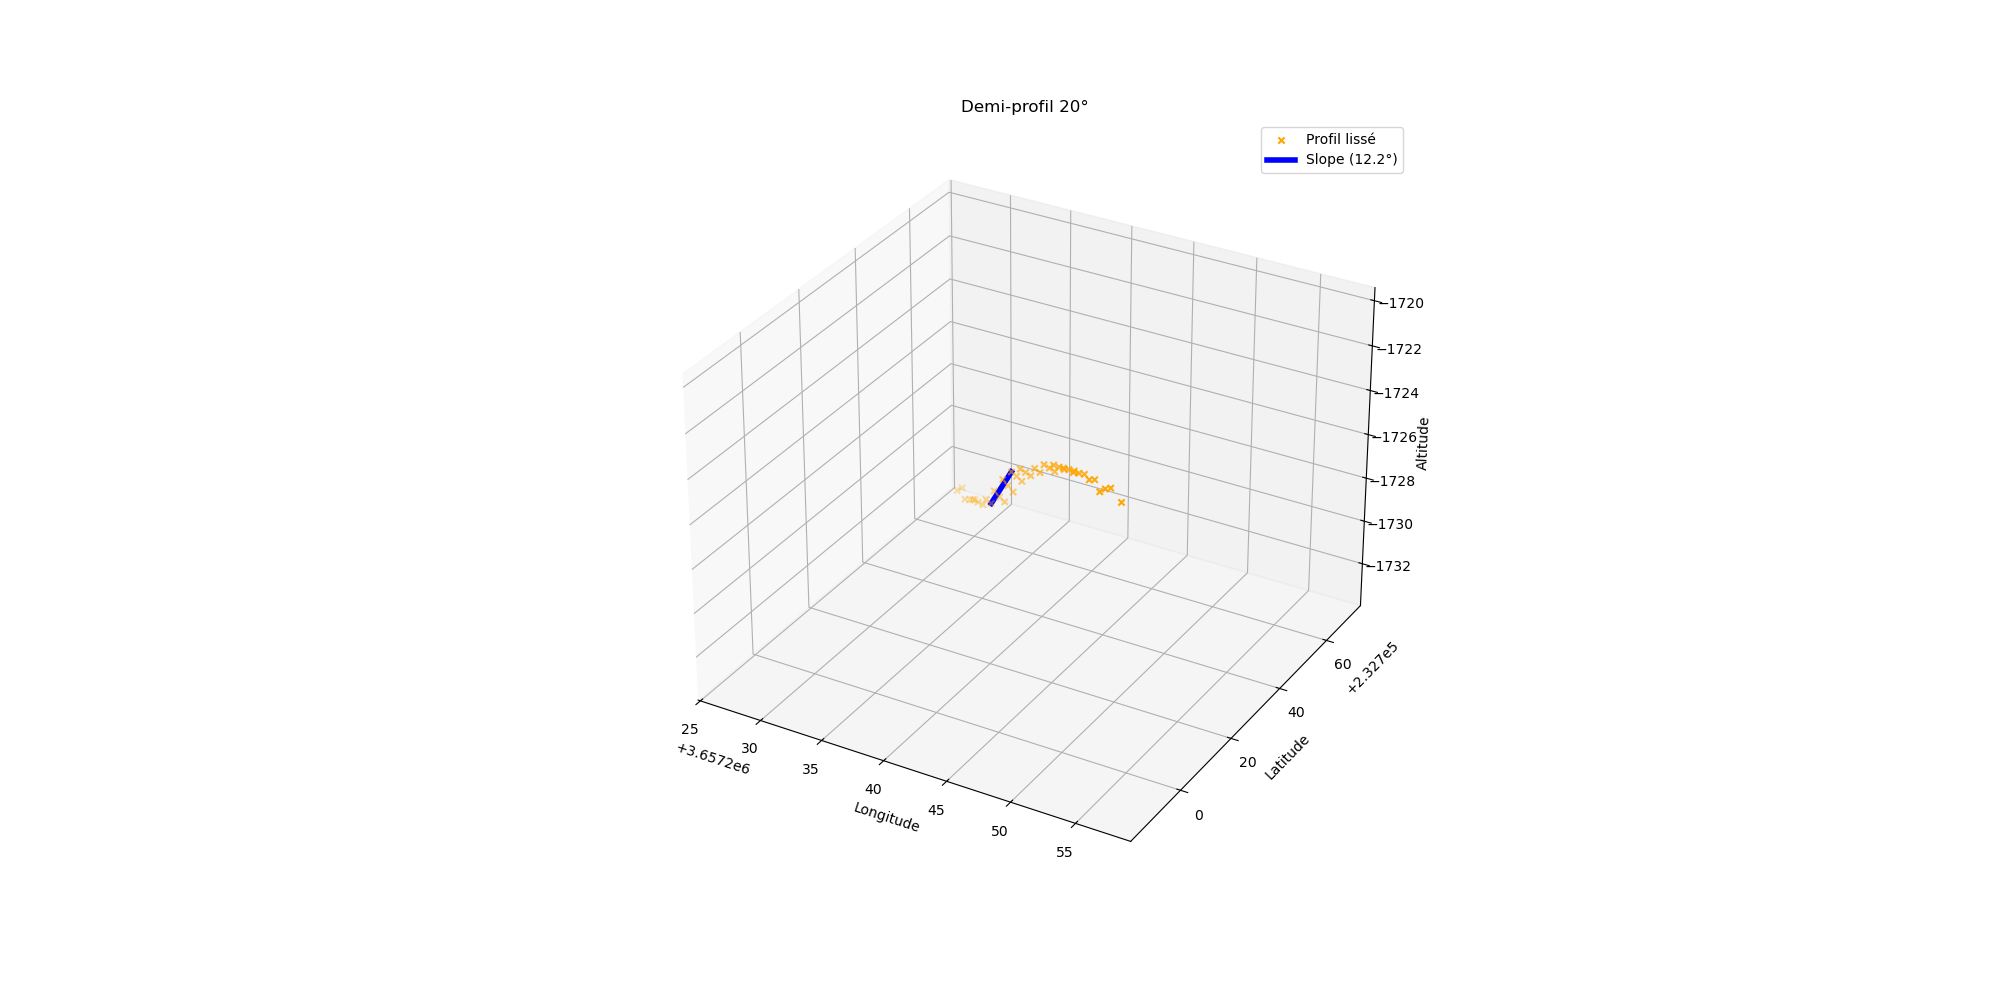 Demi-profil 20°
Profil lissé
Slope (12.2°)
−1720
−1722
−1724
−1726
−1728
−1730
−1732
Altitude
60
40
20
0
+2.327e5
Latitude
25
30
35
40
45
50
55
+3.6572e6
Longitude